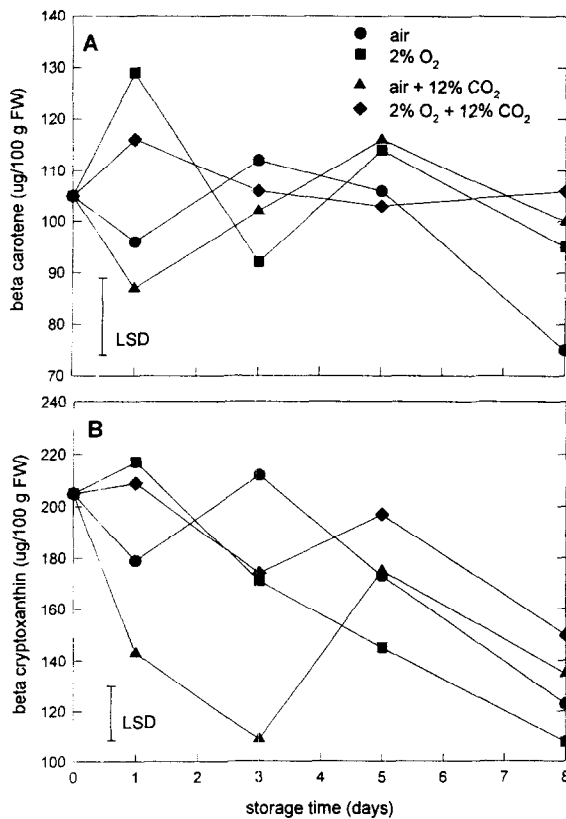 A
air
2% O₂
air + 12% CO₂
2% O₂ + 12% CO₂
140
130
120
110
100
90
80
70
beta carotene (ug/100 g FW)
LSD
B
240
220
200
180
160
140
120
100
beta cryptoxanthin (ug/100 g FW)
LSD
0 1 2 3 4 5 6 7 8
storage time (days)